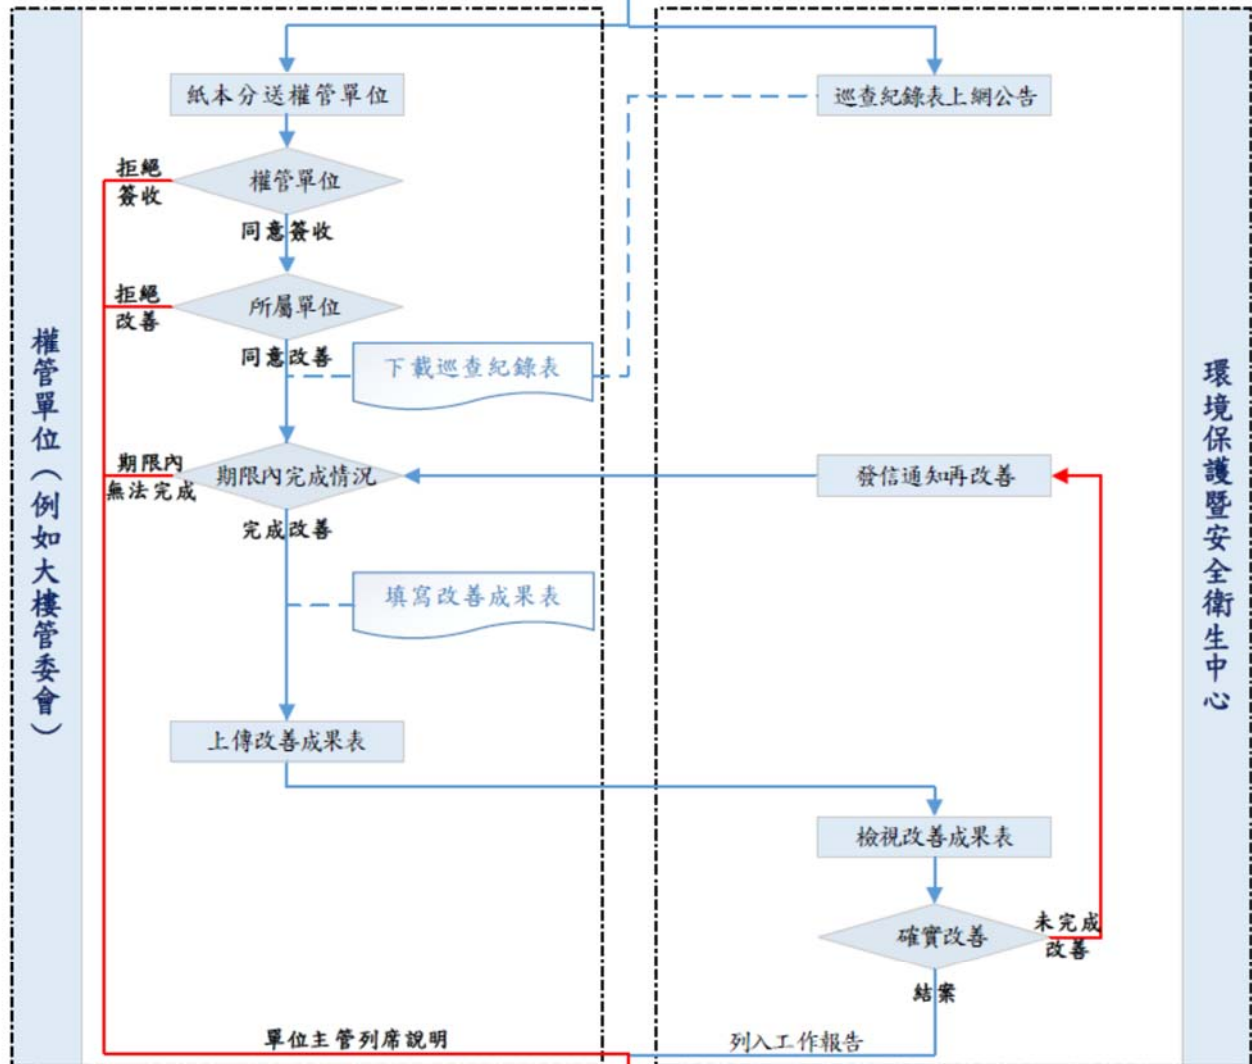 紙本分送權管單位
巡查紀錄表上網公告
拒絕
簽收
權管單位
同意簽收
拒絕
改善
所屬單位
同意改善
下載巡查紀錄表
期限內
無法完成
期限內完成情況
發信通知再改善
完成改善
填寫改善成果表
上傳改善成果表
檢視改善成果表
確實改善
未完成
改善
結案
單位主管列席說明
列入工作報告
權管單位（例如大樓管委會）
環境保護暨安全衛生中心